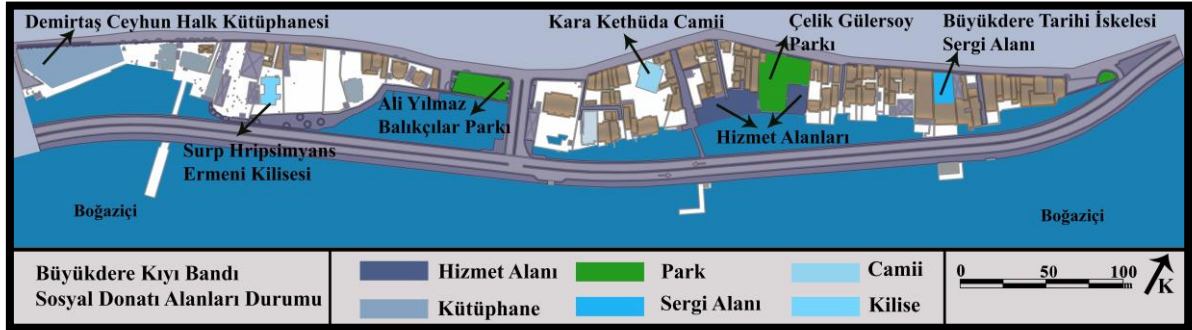 Demirtaş Ceyhun Halk Kütüphanesi
Kara Kethüda Camii
Çelik Gülersoy
Parkı
Büyükdere Tarihi İskelesi
Sergi Alanı
Ali Yılmaz
Balıkçılar Parkı
Hizmet Alanları
Surp Hripsimyans
Ermeni Kilisesi
Boğaziçi
Boğaziçi
Büyükdere Kıyı Bandı
Sosyal Donatı Alanları Durumu
Hizmet Alanı
Park
Camii
Kütüphane
Sergi Alanı
Kilise
0 50 100
m
K